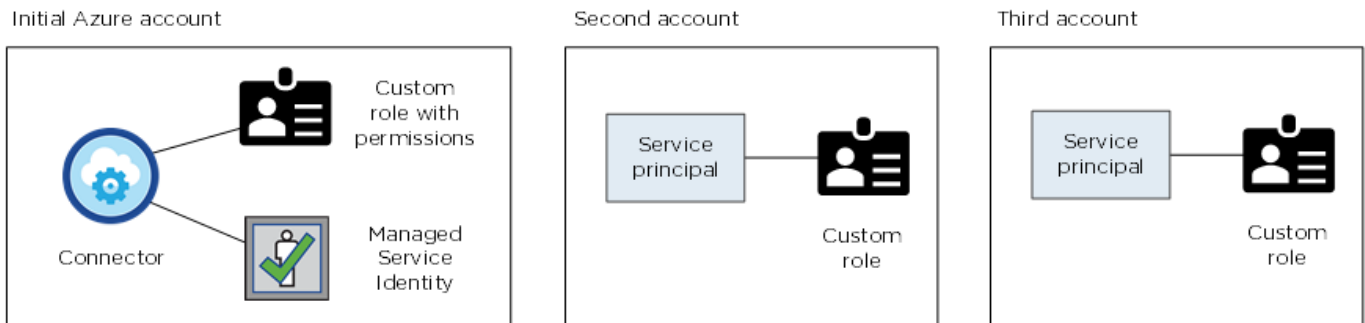 Initial Azure account
Custom
role with
permissions
Connector
Managed
Service
Identity
Second account
Service
principal
Custom
role
Third account
Service
principal
Custom
role